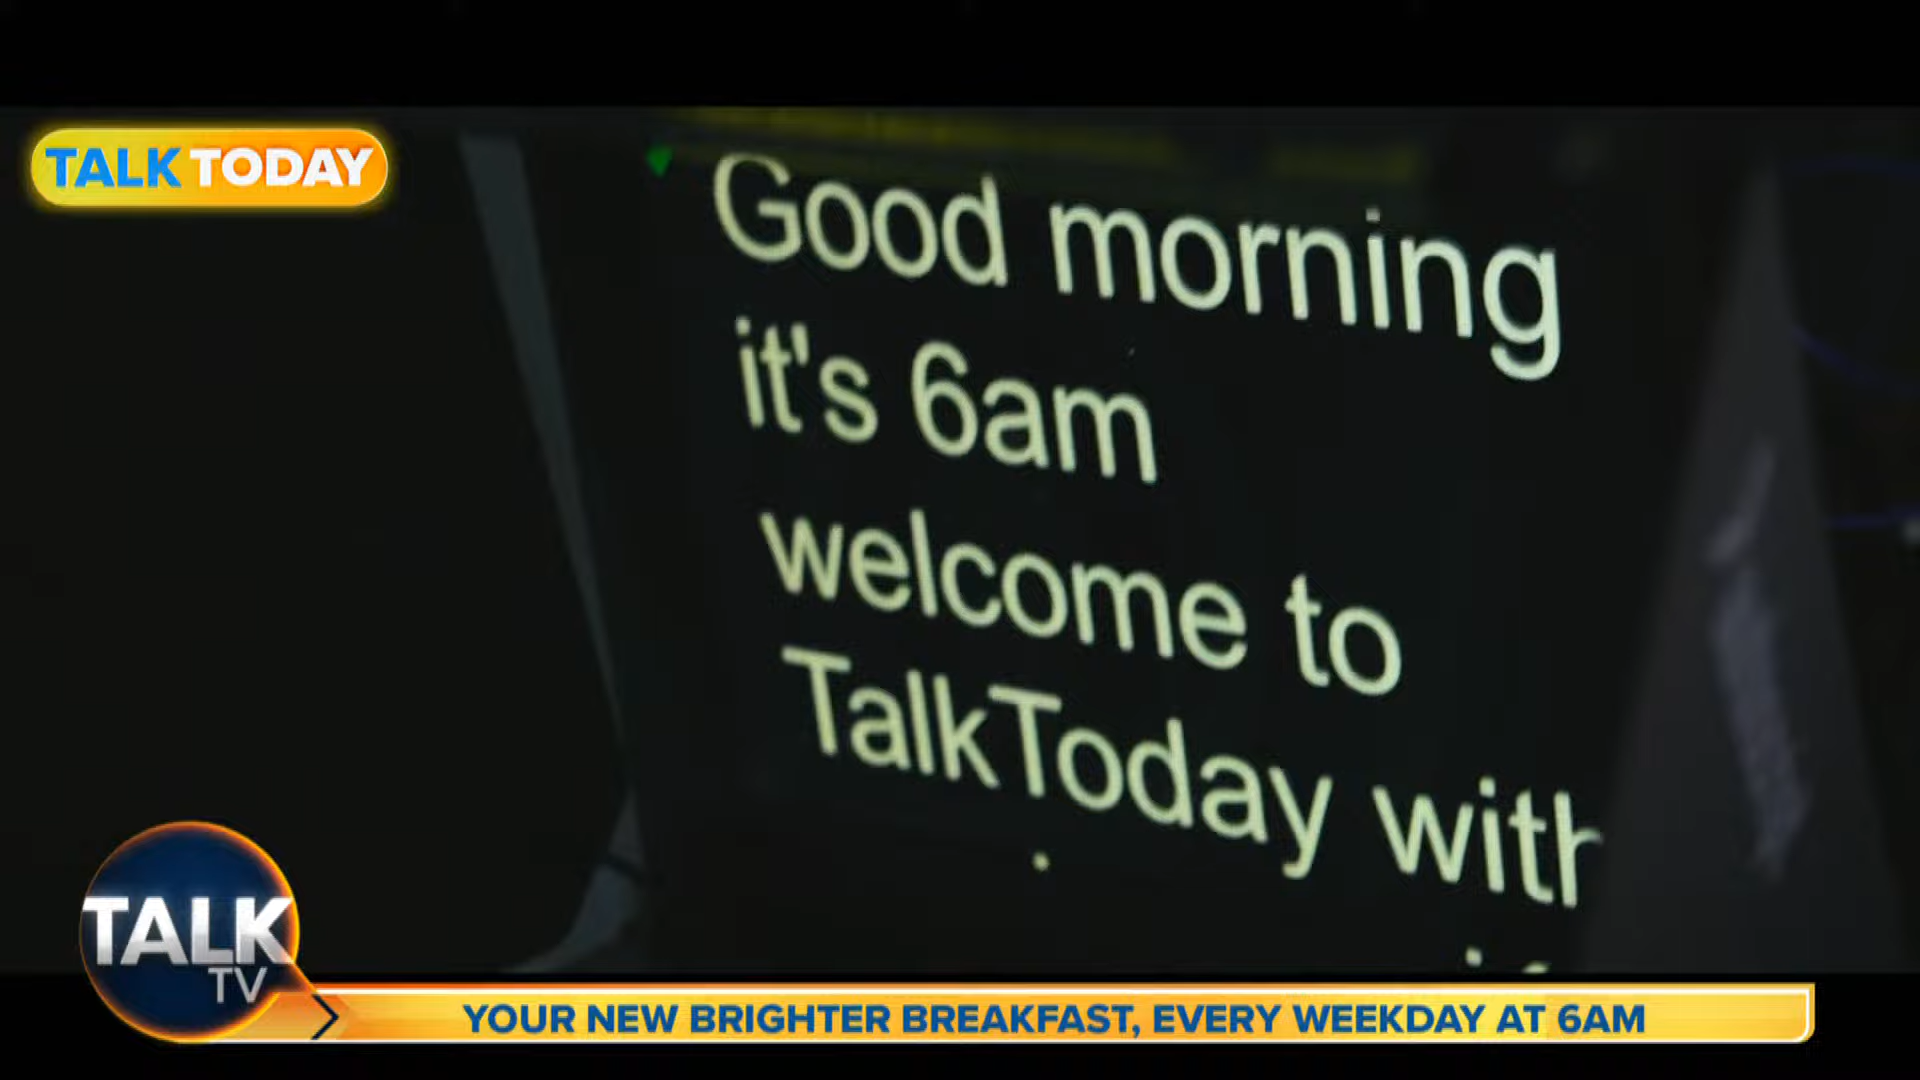 TALK TODAY
Good morning
it's 6am
welcome to
TalkToday with
TALK
TV
YOUR NEW BRIGHTER BREAKFAST, EVERY WEEKDAY AT 6AM